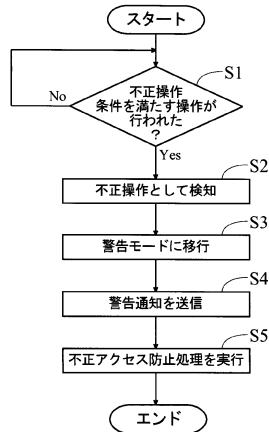 スタート
S1
不正操作
条件を満たす操作が
行われた
?
No
Yes
S2
不正操作として検知
S3
警告モードに移行
S4
警告通知を送信
S5
不正アクセス防止処理を実行
エンド